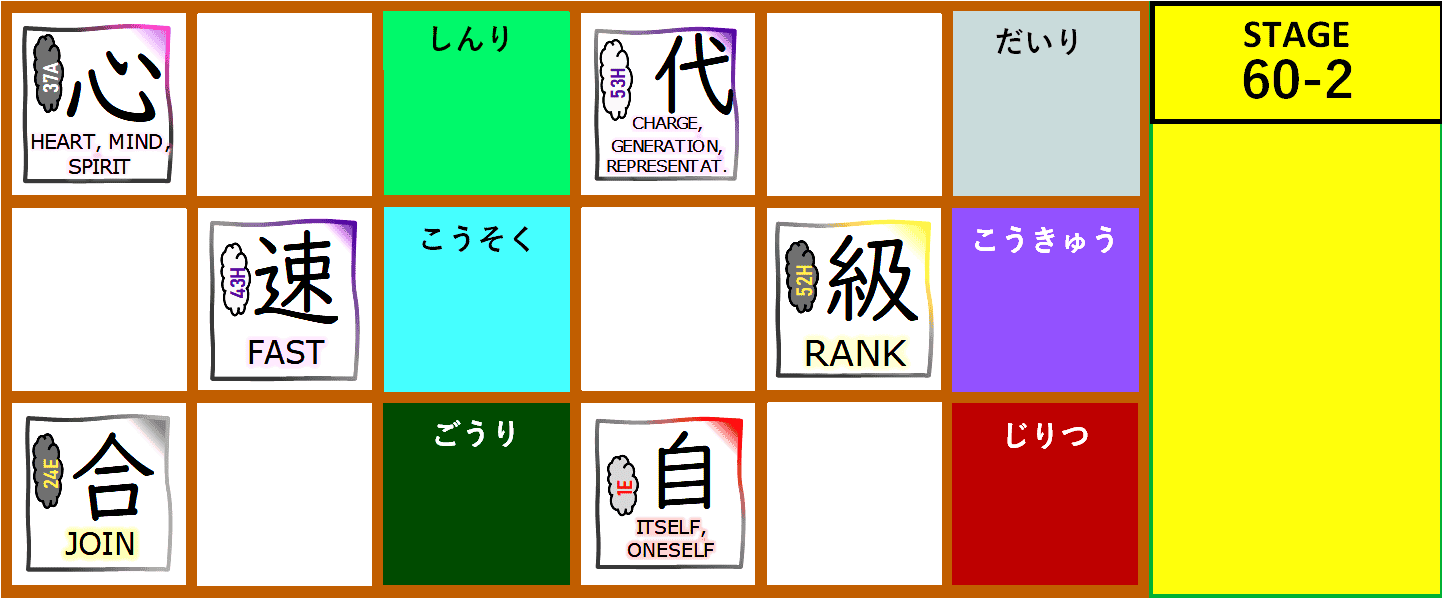 37A
心
HEART, MIND,
SPIRIT
しんり
53H
代
CHARGE,
GENERATION,
REPRESENTAT.
だいり
STAGE
60-2
43H
速
FAST
こうそく
52H
級
RANK
こうきゅう
24E
合
JOIN
ごうり
1E
自
ITSELF,
ONESELF
じりつ